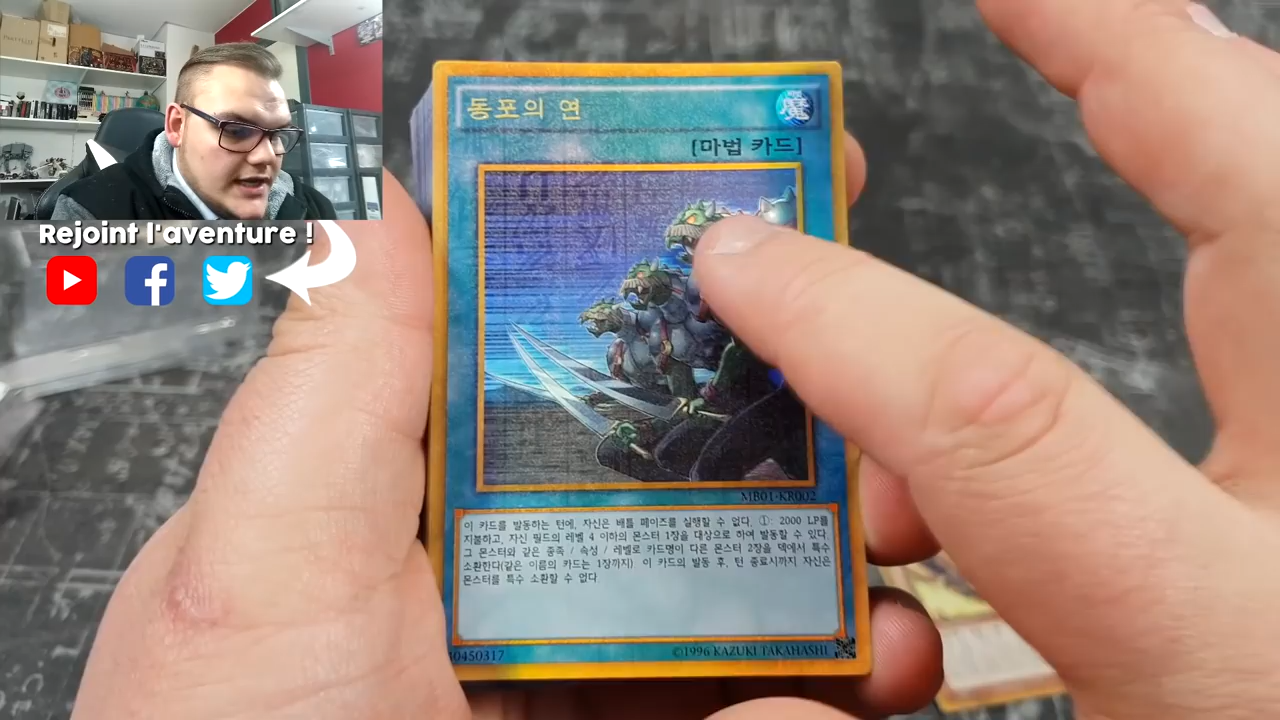 Rejoint l'aventure !
동포의 연
魔
[마법 카드]
MB01-KR002
이 카드를 발동하는 턴에, 자신은 배틀 페이즈를 실행할 수 없다. ①: 2000 LP를
지불하고, 자신 필드의 레벨 4 이하의 몬스터 1장을 대상으로 하여 발동할 수 있다.
그 몬스터와 같은 종족 / 속성 / 레벨로 카드명이 다른 몬스터 2장을 덱에서 특수
소환한다(같은 이름의 카드는 1장까지) 이 카드의 발동 후, 턴 종료시까지 자신은
몬스터를 특수 소환할 수 없다
0450317
©1996 KAZUKI TAKAHASHI